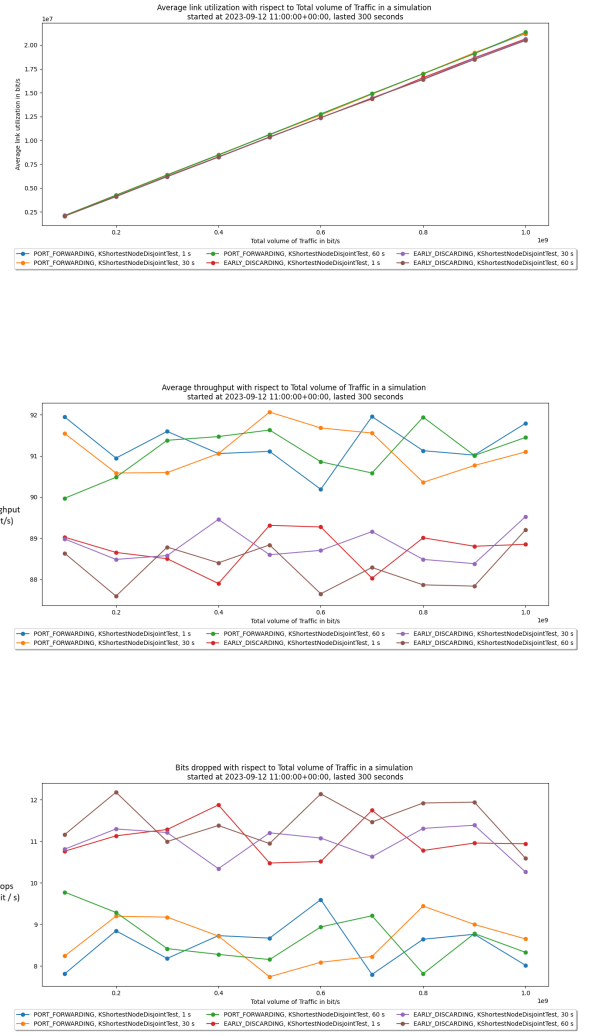 Average link utilization with rispect to Total volume of Traffic in a simulation
started at 2023-09-12 11:00:00+00:00, lasted 300 seconds
1e7
2.00
1.75
1.50
1.25
1.00
0.75
0.50
0.25
Average link utilization in bit/s
0.2 0.4 0.6 0.8 1.0
Total volume of Traffic in bit/s
1e9
PORT_FORWARDING, KShortestNodeDisjointTest, 1 s PORT_FORWARDING, KShortestNodeDisjointTest, 60 s EARLY_DISCARDING, KShortestNodeDisjointTest, 30 s
PORT_FORWARDING, KShortestNodeDisjointTest, 30 s EARLY_DISCARDING, KShortestNodeDisjointTest, 1 s EARLY_DISCARDING, KShortestNodeDisjointTest, 60 s
Average throughput with rispect to Total volume of Traffic in a simulation
started at 2023-09-12 11:00:00+00:00, lasted 300 seconds
92
91
90
89
88
ghput
it/s)
0.2 0.4 0.6 0.8 1.0
Total volume of Traffic in bit/s
1e9
PORT_FORWARDING, KShortestNodeDisjointTest, 1 s PORT_FORWARDING, KShortestNodeDisjointTest, 60 s EARLY_DISCARDING, KShortestNodeDisjointTest, 30 s
PORT_FORWARDING, KShortestNodeDisjointTest, 30 s EARLY_DISCARDING, KShortestNodeDisjointTest, 1 s EARLY_DISCARDING, KShortestNodeDisjointTest, 60 s
Bits dropped with rispect to Total volume of Traffic in a simulation
started at 2023-09-12 11:00:00+00:00, lasted 300 seconds
12
11
10
9
8
ops
it / s)
0.2 0.4 0.6 0.8 1.0
Total volume of Traffic in bit/s
1e9
PORT_FORWARDING, KShortestNodeDisjointTest, 1 s PORT_FORWARDING, KShortestNodeDisjointTest, 60 s EARLY_DISCARDING, KShortestNodeDisjointTest, 30 s
PORT_FORWARDING, KShortestNodeDisjointTest, 30 s EARLY_DISCARDING, KShortestNodeDisjointTest, 1 s EARLY_DISCARDING, KShortestNodeDisjointTest, 60 s